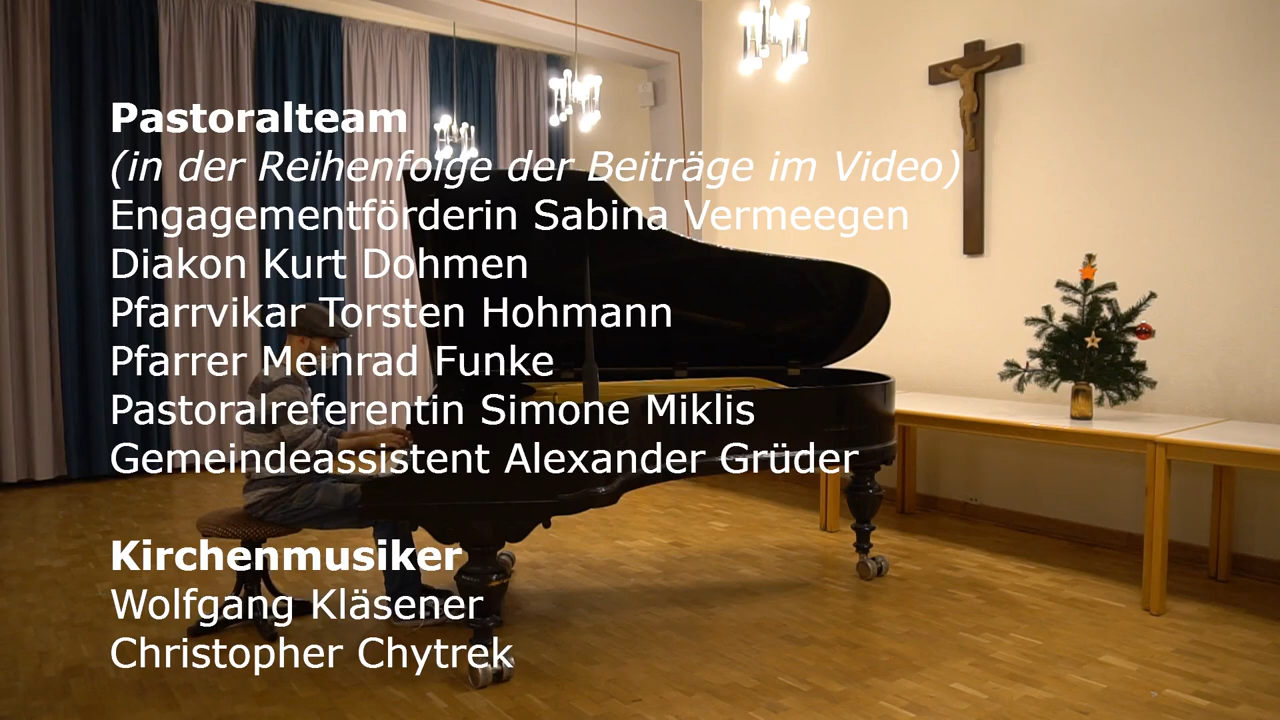 Pastoralteam
(in der Reihenfolge der Beiträge im Video)
Engagementförderin Sabina Vermeegen
Diakon Kurt Dohmen
Pfarrvikar Torsten Hohmann
Pfarrer Meinrad Funke
Pastoralreferentin Simone Miklis
Gemeindeassistent Alexander Grüder
Kirchenmusiker
Wolfgang Kläsener
Christopher Chytrek